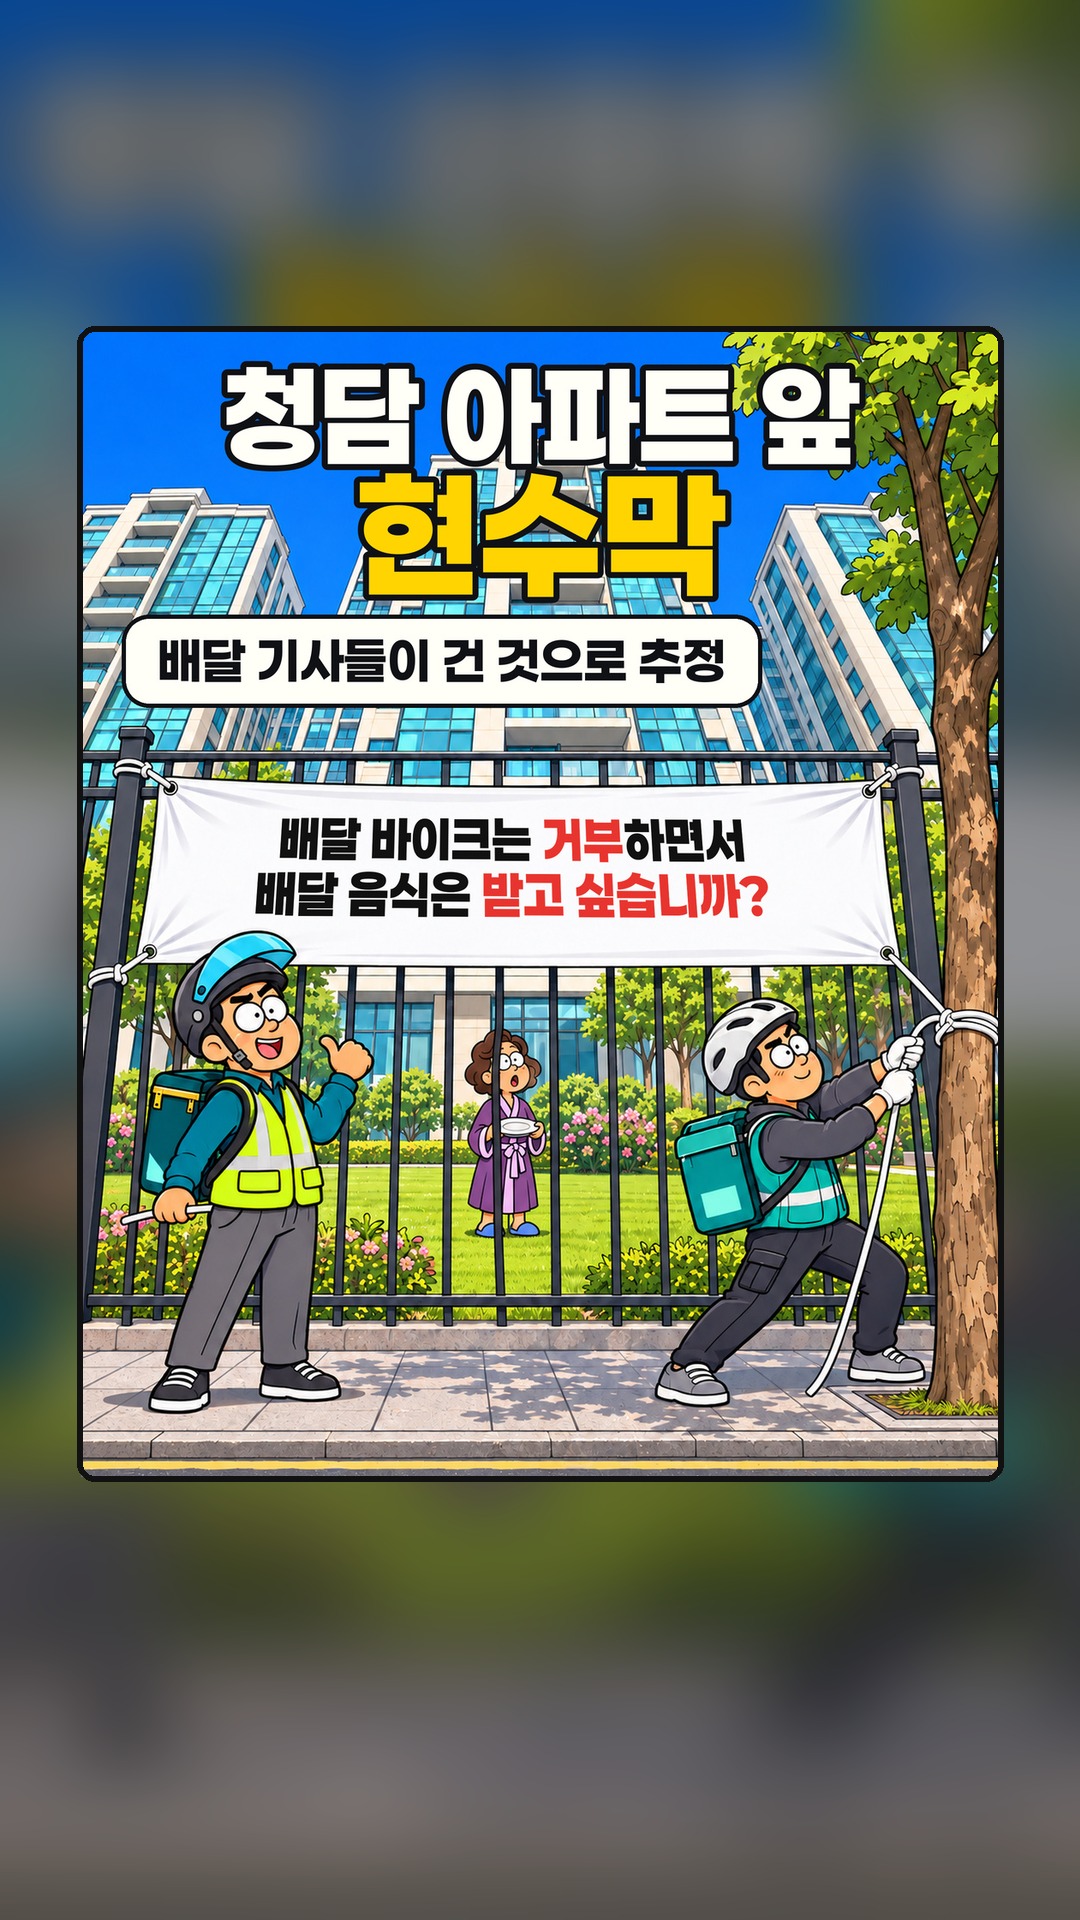 청담 아파트 앞
현수막
배달 기사들이 건 것으로 추정
배달 바이크는 거부하면서
배달 음식은 받고 싶습니까?